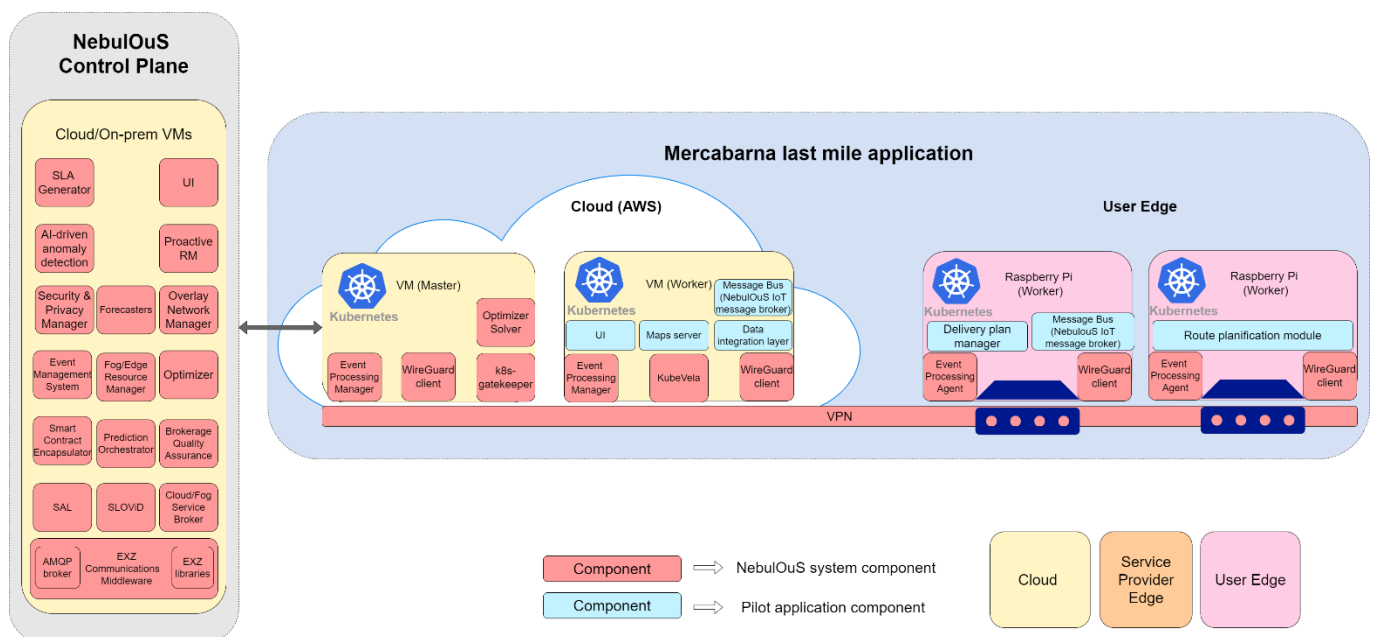 NebulOuS
Control Plane
Cloud/On-prem VMs
SLA
Generator
UI
AI-driven
anomaly
detection
Proactive
RM
Security &
Privacy
Manager
Forecasters
Overlay
Network
Manager
Event
Management
System
Fog/Edge
Resource
Manager
Optimizer
Smart
Contract
Encapsulator
Prediction
Orchestrator
Brokerage
Quality
Assurance
SAL
SLOViD
Cloud/Fog
Service
Broker
AMQP
broker
EXZ
Communications
Middleware
EXZ
libraries
Mercabarna last mile application
Cloud (AWS)
User Edge
Kubernetes
VM (Master)
Optimizer
Solver
Event
Processing
Manager
WireGuard
client
k8s-
gatekeeper
Kubernetes
VM (Worker)
Message Bus
(NebulOuS IoT
message broker)
UI
Maps server
Data
integration layer
Event
Processing
Manager
KubeVela
WireGuard
client
Kubernetes
Raspberry Pi
(Worker)
Delivery plan
manager
Message Bus
(NebulouS IoT
message broker)
Event
Processing
Agent
WireGuard
client
Kubernetes
Raspberry Pi
(Worker)
Route planification module
Event
Processing
Agent
WireGuard
client
VPN
Component
NebulOuS system component
Component
Pilot application component
Cloud
Service
Provider
Edge
User Edge